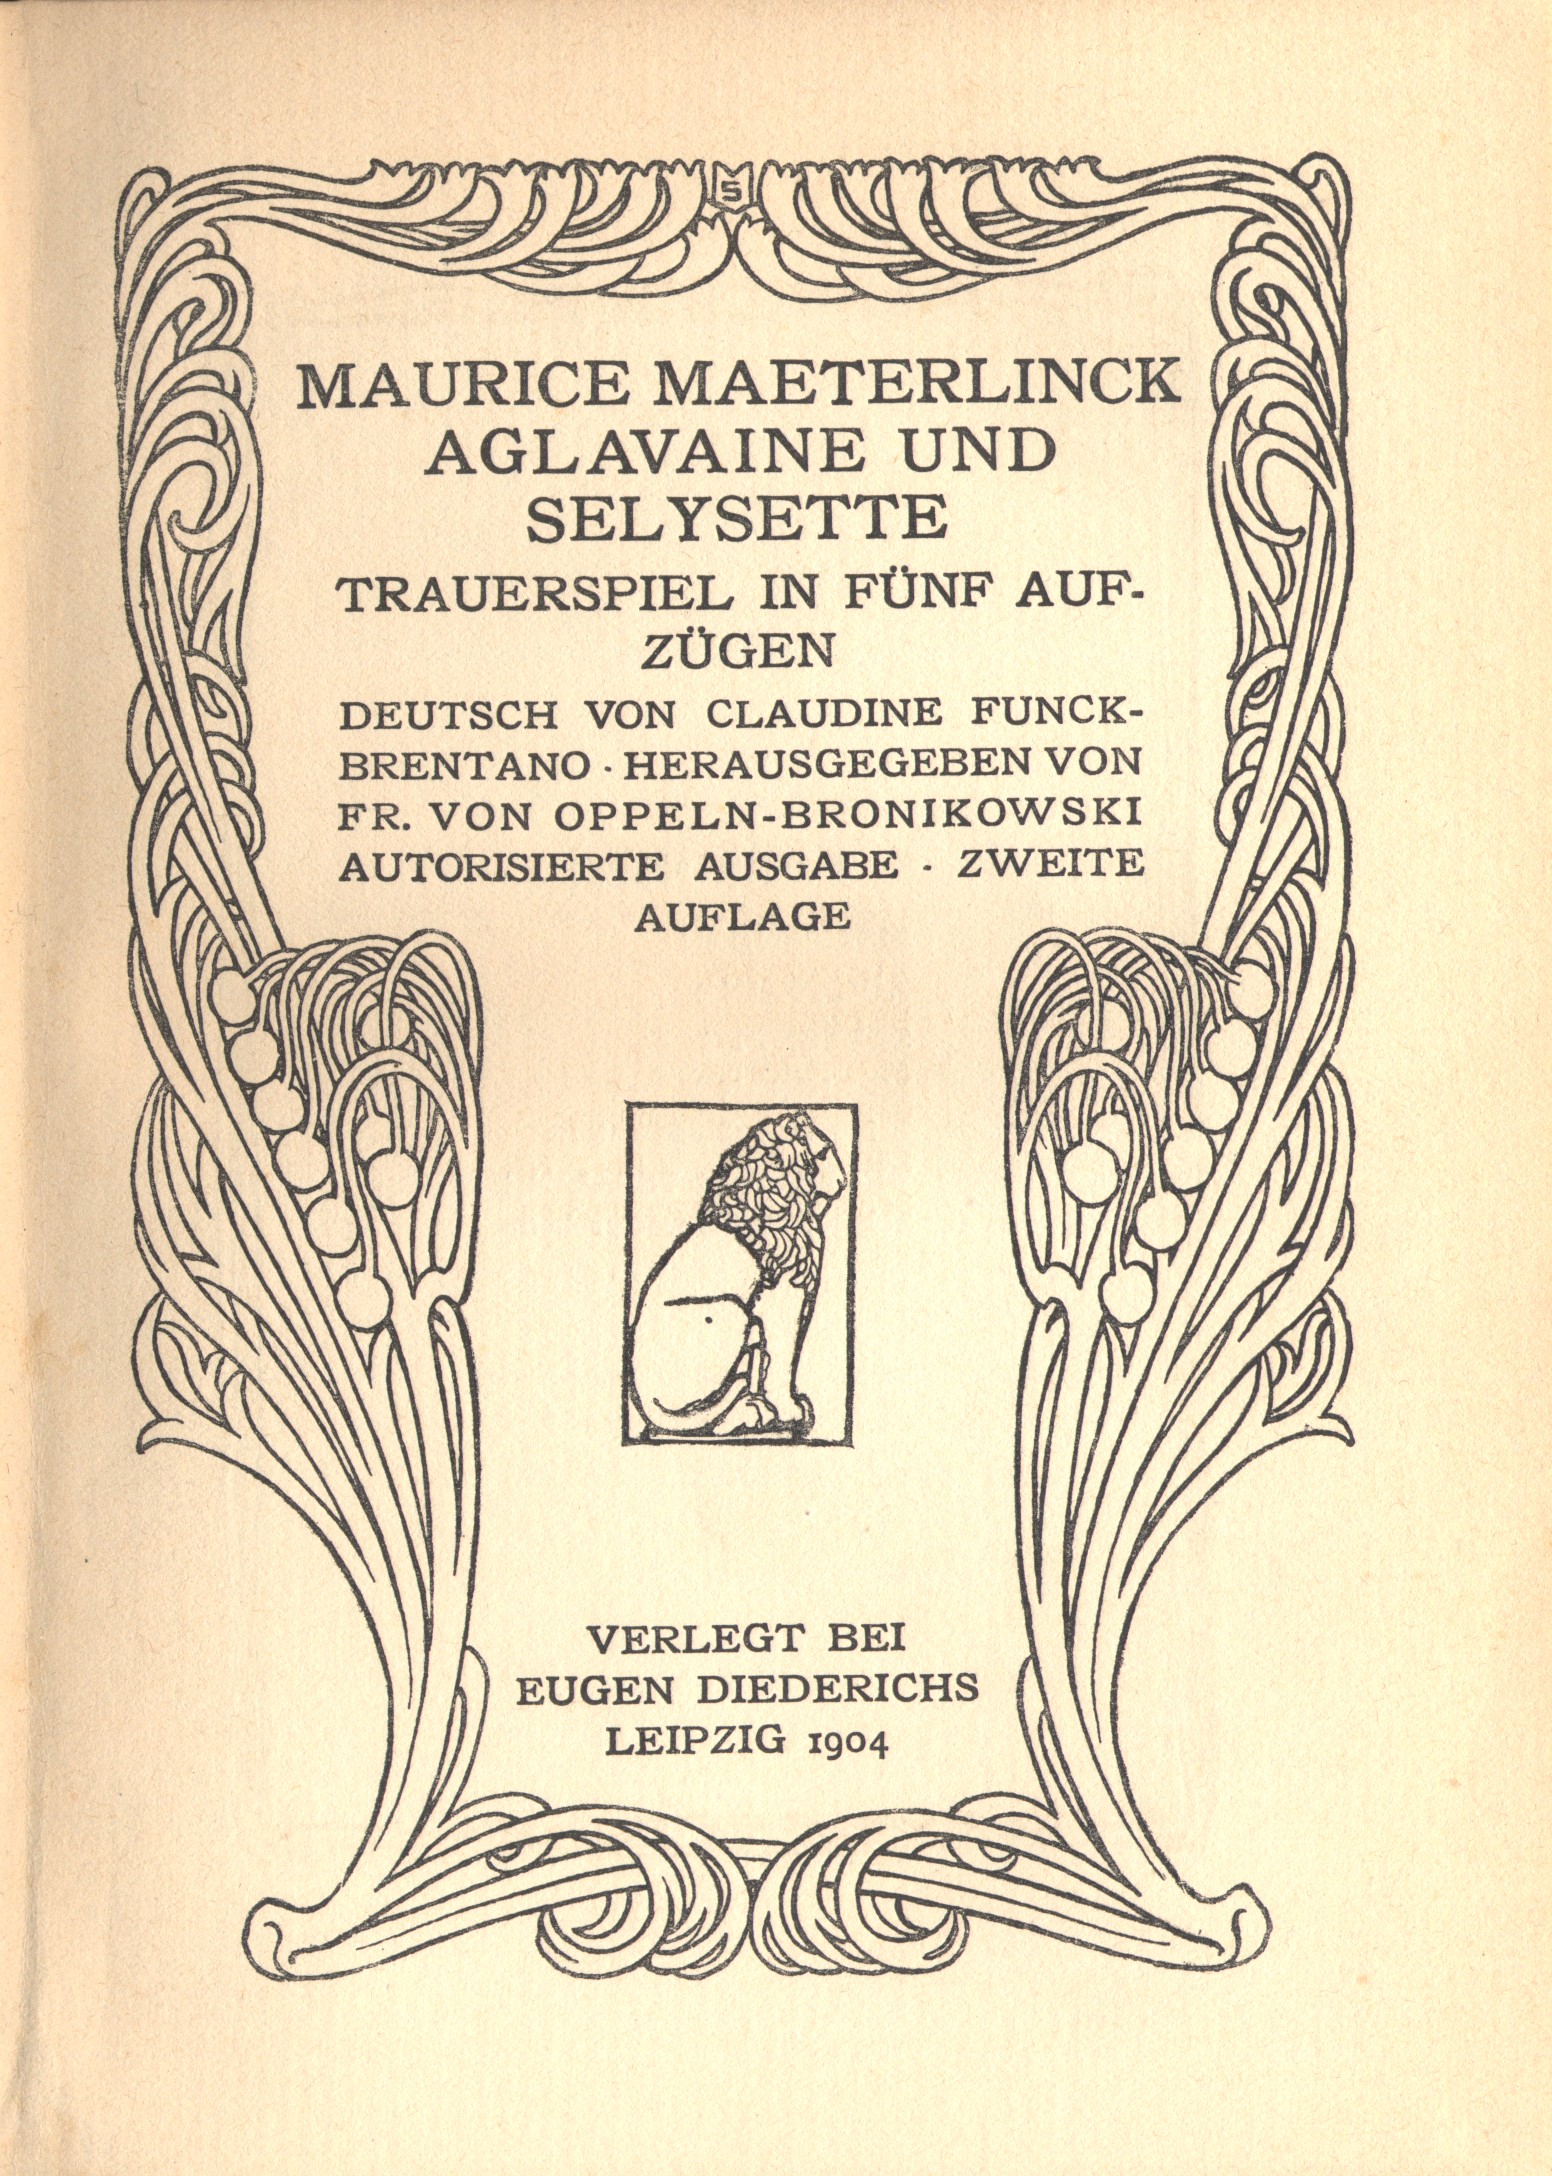 MAURICE MAETERLINCK
AGLAVAINE UND
SELYSETTE
TRAUERSPIEL IN FÜNF AUF-
ZÜGEN
DEUTSCH VON CLAUDINE FUNCK-
BRENTANO · HERAUSGEGEBEN VON
FR. VON OPPELN-BRONIKOWSKI
AUTORISIERTE AUSGABE · ZWEITE
AUFLAGE
VERLEGT BEI
EUGEN DIEDERICHS
LEIPZIG 1904